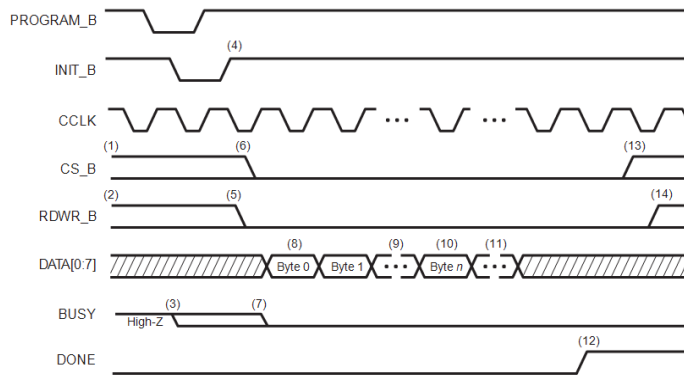 PROGRAM_B
(4)
INIT_B
CCLK
(1) (6) (13)
CS_B
(2) (5) (14)
RDWR_B
(8) (9) (10) (11)
DATA[0:7] Byte 0 Byte 1 Byte n
(3) (7)
BUSY
High-Z
(12)
DONE